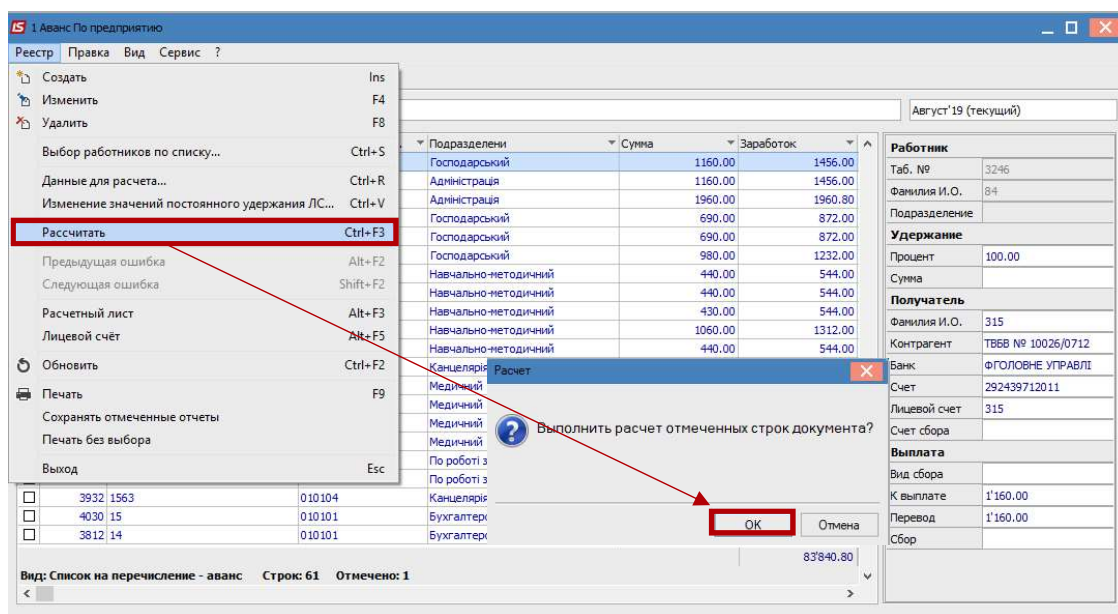 1 Аванс По предприятию
Реестр Правка Вид Сервис ?
Создать Ins
Изменить F4
Удалить F8
Выбор работников по списку... Ctrl+S
Данные для расчета... Ctrl+R
Изменение значений постоянного удержания ЛС... Ctrl+V
Рассчитать Ctrl+F3
Предыдущая ошибка Alt+F2
Следующая ошибка Shift+F2
Расчетный лист Alt+F3
Лицевой счёт Alt+F5
Обновить Ctrl+F2
Печать F9
Сохранять отмеченные отчеты
Печать без выбора
Выход Esc
Август'19 (текущий)
Подразделени Сумма Заработок
Господарський 1160.00 1456.00
Адміністрація 1160.00 1456.00
Адміністрація 1960.00 1960.80
Господарський 690.00 872.00
Господарський 690.00 872.00
Господарський 980.00 1232.00
Навчально-методичний 440.00 544.00
Навчально-методичний 440.00 544.00
Навчально-методичний 430.00 544.00
Навчально-методичний 1060.00 1312.00
Навчально-методичний 440.00 544.00
Канцелярія
Медичний
Медичний
Медичний
Медичний
По роботі з
По роботі з
3932 1563 010104 Канцелярія
4030 15 010101 Бухгалтер
3812 14 010101 Бухгалтер
83'840.80
Вид: Список на перечисление - аванс Строк: 61 Отмечено: 1
Расчет
Выполнить расчет отмеченных строк документа?
OK Отмена
Работник
Таб. № 3246
Фамилия И.О. 84
Подразделение
Удержание
Процент 100.00
Сумма
Получатель
Фамилия И.О. 315
Контрагент ТВБВ № 10026/0712
Банк ФГОЛОВНЕ УПРАВЛІ
Счет 292439712011
Лицевой счет 315
Счет сбора
Выплата
Вид сбора
К выплате 1'160.00
Перевод 1'160.00
Сбор